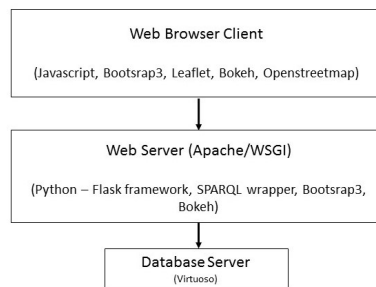 Web Browser Client
(Javascript, Bootsrap3, Leaflet, Bokeh, Openstreetmap)
Web Server (Apache/WSGI)
(Python – Flask framework, SPARQL wrapper, Bootsrap3,
Bokeh)
Database Server
(Virtuoso)